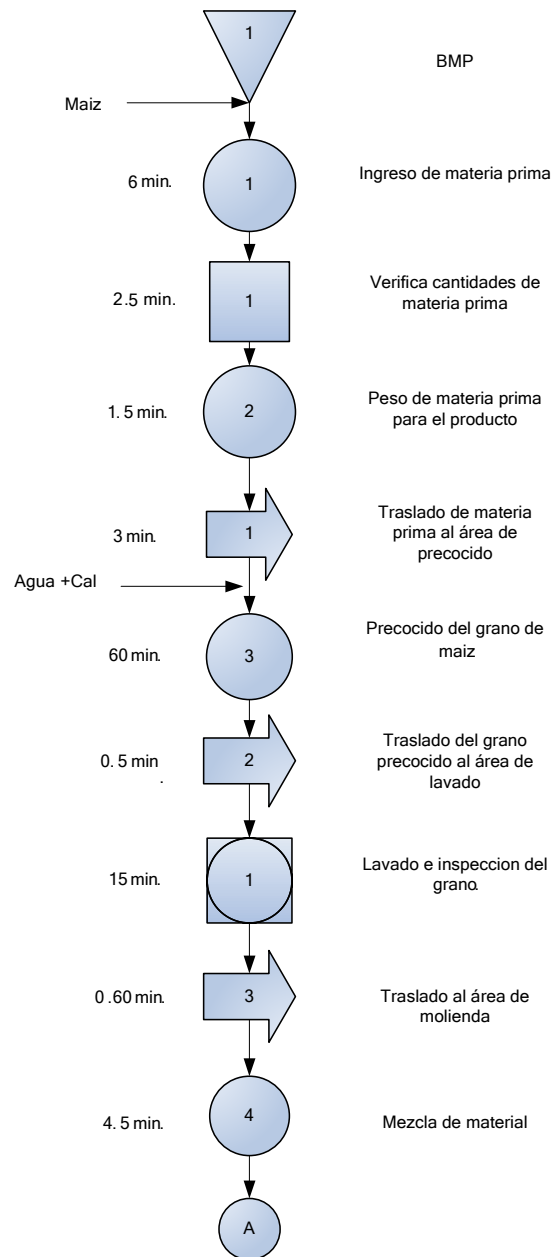 1
BMP
Maiz
6 min.
1
Ingreso de materia prima
2.5 min.
1
Verifica cantidades de
materia prima
1.5 min.
2
Peso de materia prima
para el producto
3 min.
1
Traslado de materia
prima al área de
precocido
Agua +Cal
60 min.
3
Precocido del grano de
maiz
0.5 min
.
2
Traslado del grano
precocido al área de
lavado
15 min.
1
Lavado e inspeccion del
grano.
0.60 min.
3
Traslado al área de
molienda
4.5 min.
4
Mezcla de material
A